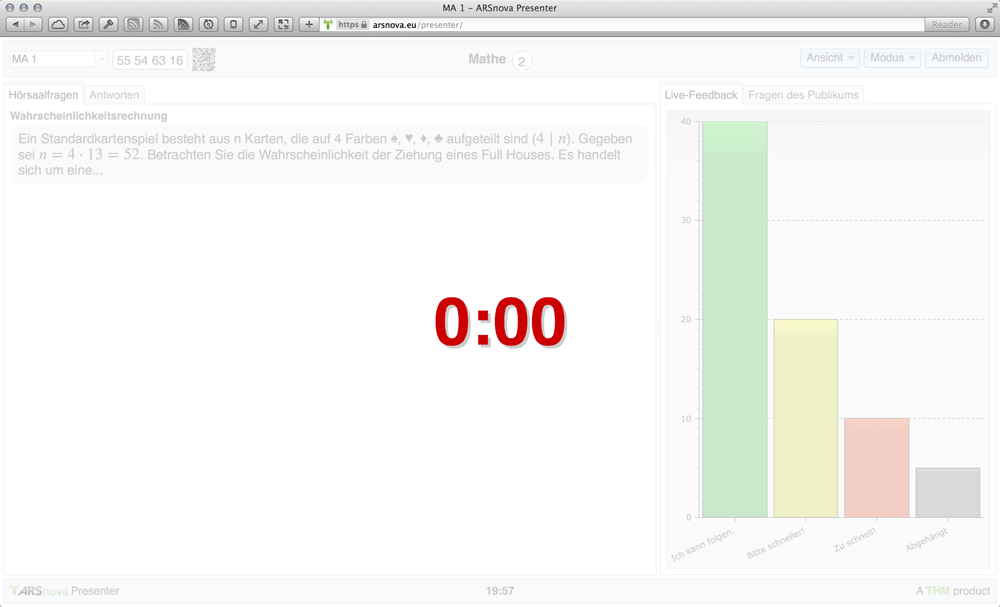 MA 1 – ARSnova Presenter
https arsnova.eu/presenter/ Reader
MA 1 55 54 63 16 Mathe 2 Ansicht Modus Abmelden
Hörsaalfragen Antworten
Wahrscheinlichkeitsrechnung
Ein Standardkartenspiel besteht aus n Karten, die auf 4 Farben ♠, ♥, ♦, ♣ aufgeteilt sind (4 | n). Gegeben
sei n = 4 · 13 = 52. Betrachten Sie die Wahrscheinlichkeit der Ziehung eines Full Houses. Es handelt
sich um eine...
0:00
Live-Feedback Fragen des Publikums
40
30
20
10
0
Ich kann folgen. Bitte schneller! Zu schnell! Abgehängt
ARSnova Presenter 19:57 A THM product